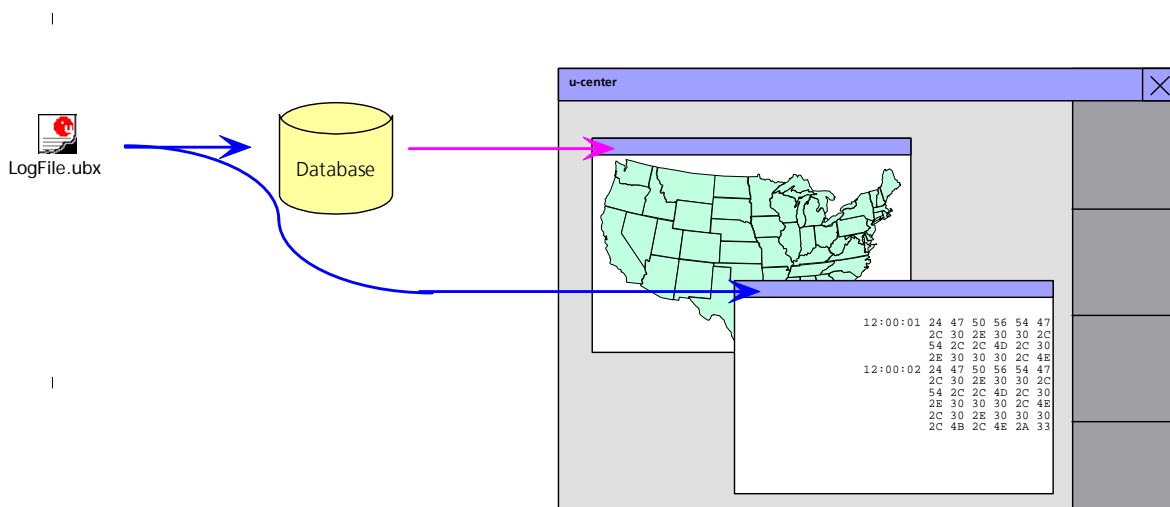 u-center
LogFile.ubx
Database
12:00:01 24 47 50 56 54 47
2C 30 2E 30 30 2C
54 2C 2C 4D 2C 30
2E 30 30 30 2C 4E
12:00:02 24 47 50 56 54 47
2C 30 2E 30 30 2C
54 2C 2C 4D 2C 30
2E 30 30 30 2C 4E
2C 30 2E 30 30 30
2C 4B 2C 4E 2A 33